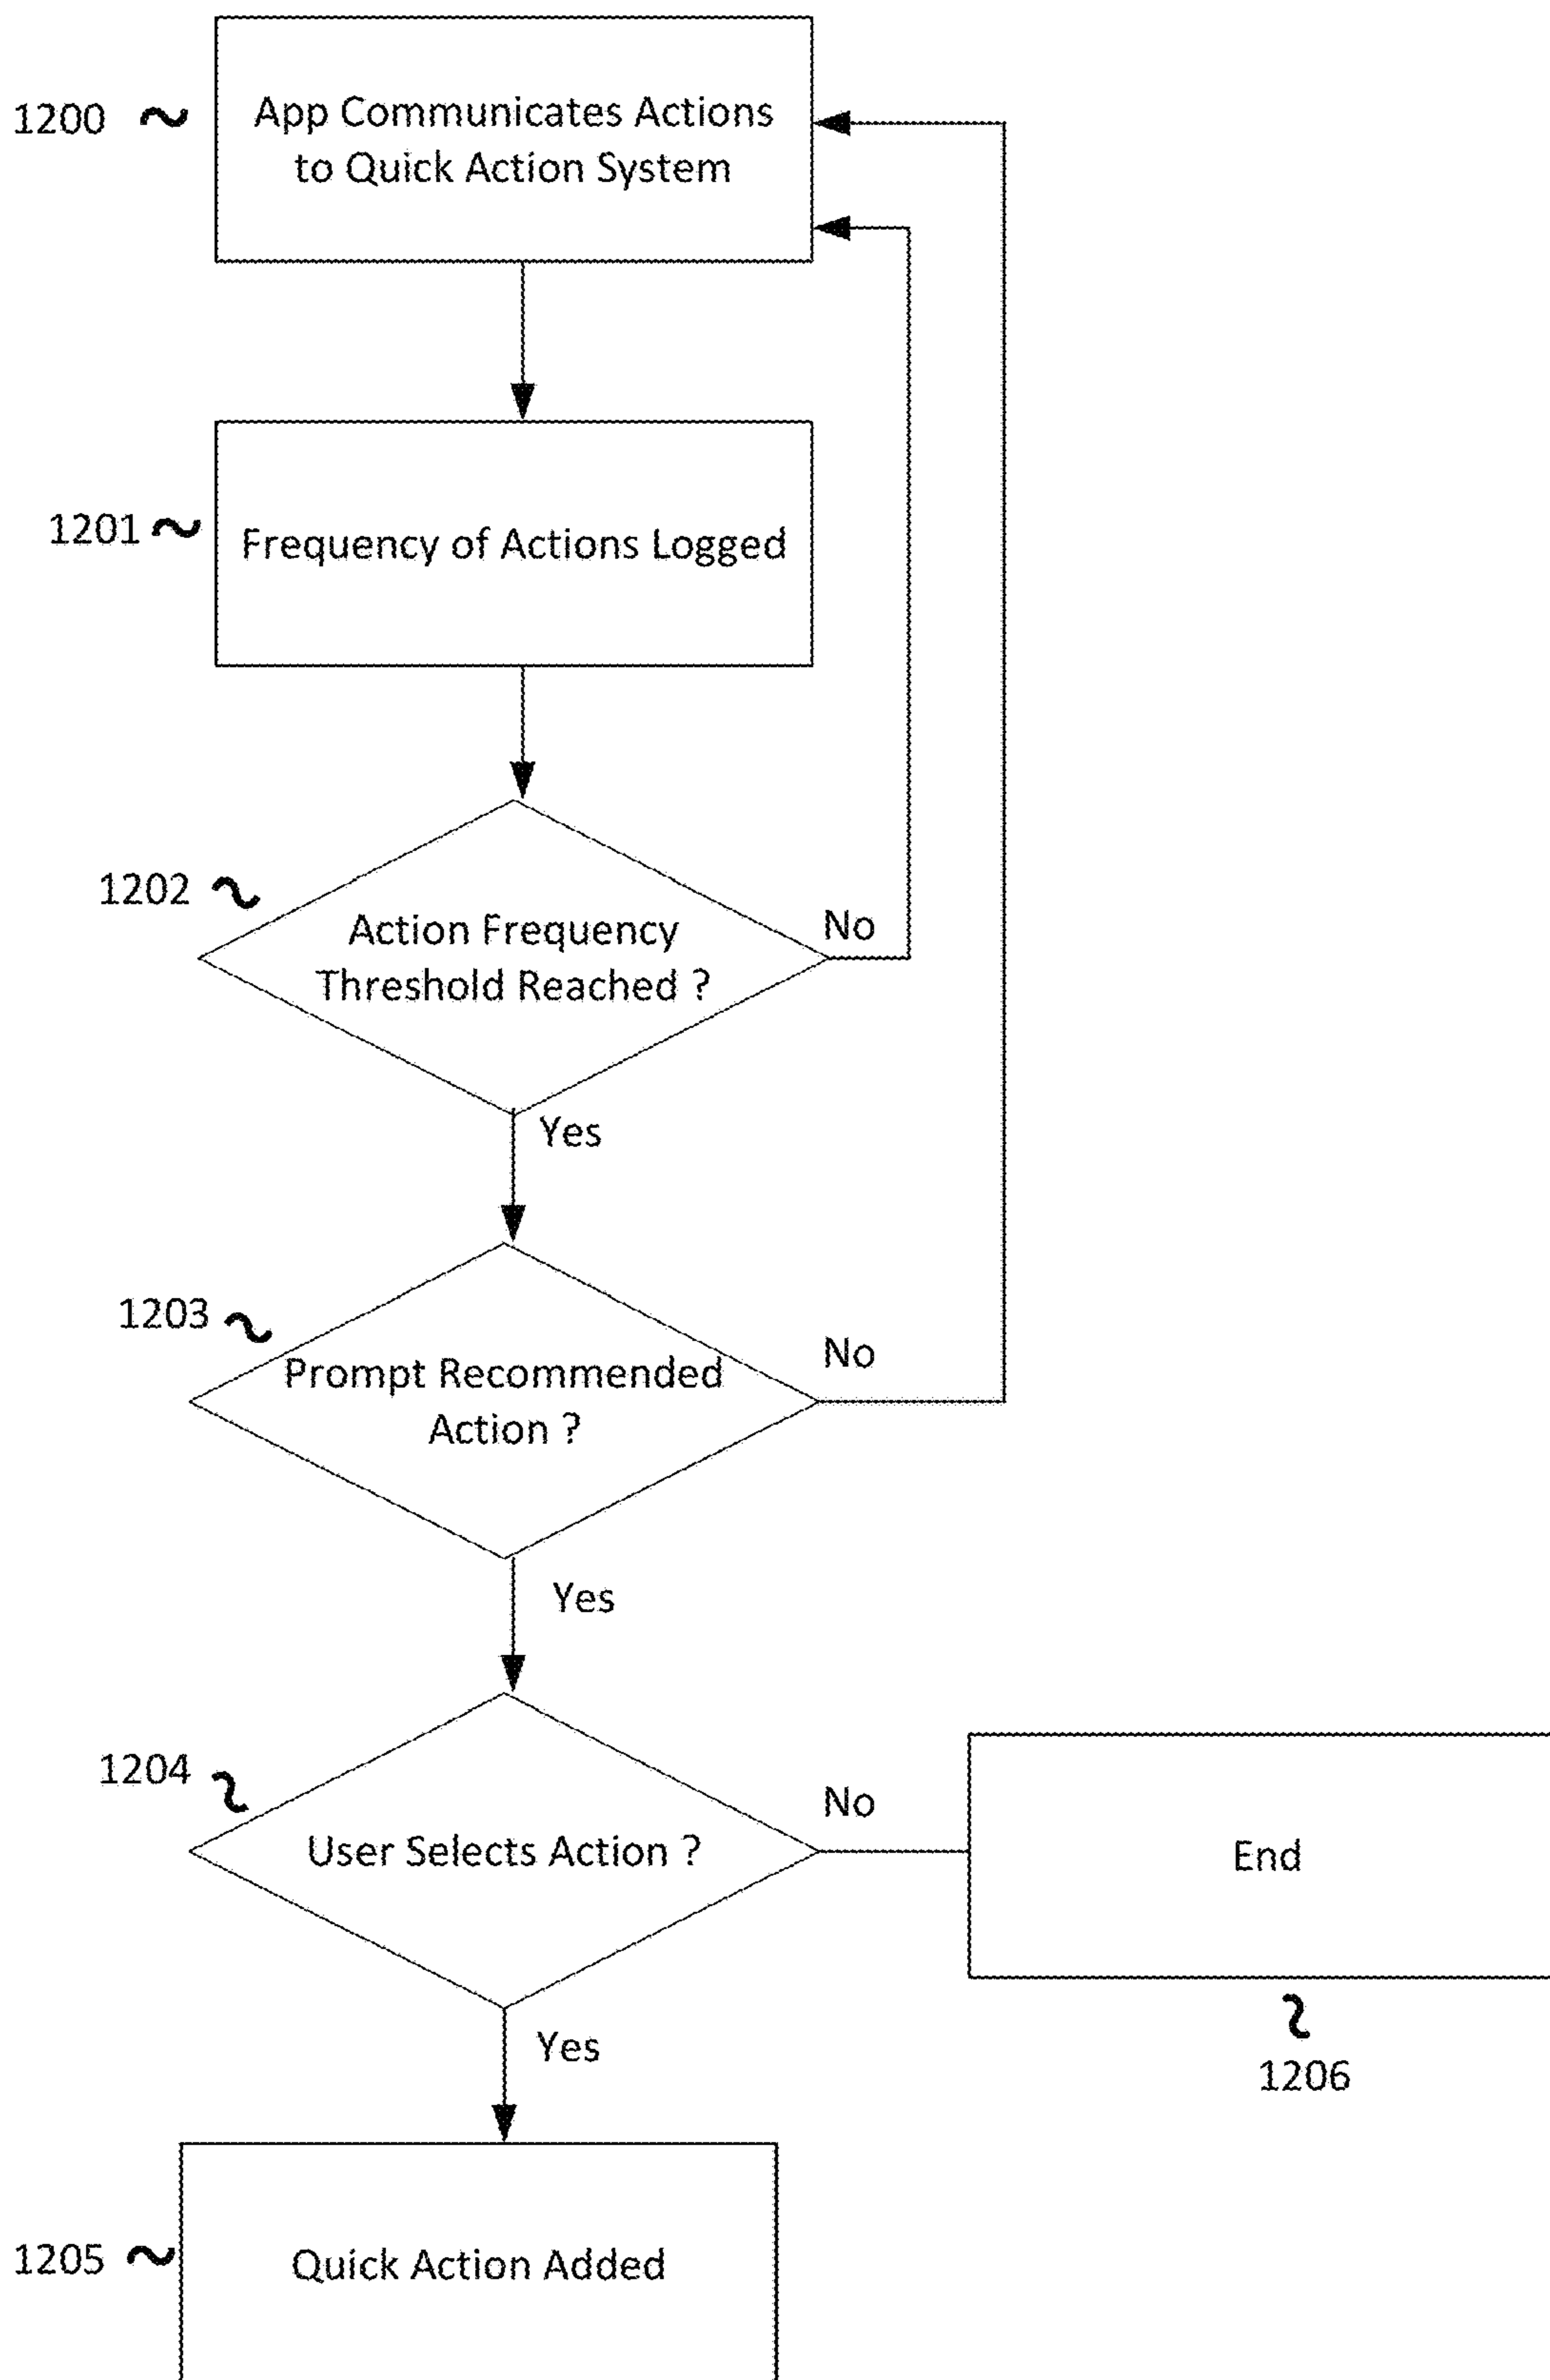 1200
App Communicates Actions
to Quick Action System
1201
Frequency of Actions Logged
1202
Action Frequency
Threshold Reached ?
No
Yes
1203
Prompt Recommended
Action ?
No
Yes
1204
User Selects Action ?
No
End
1206
Yes
1205
Quick Action Added